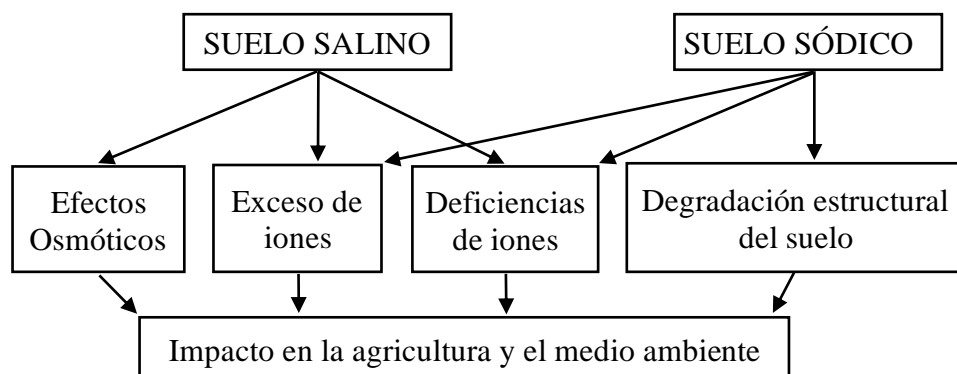 SUELO SALINO
SUELO SÓDICO
Efectos
Osmóticos
Exceso de
iones
Deficiencias
de iones
Degradación estructural
del suelo
Impacto en la agricultura y el medio ambiente